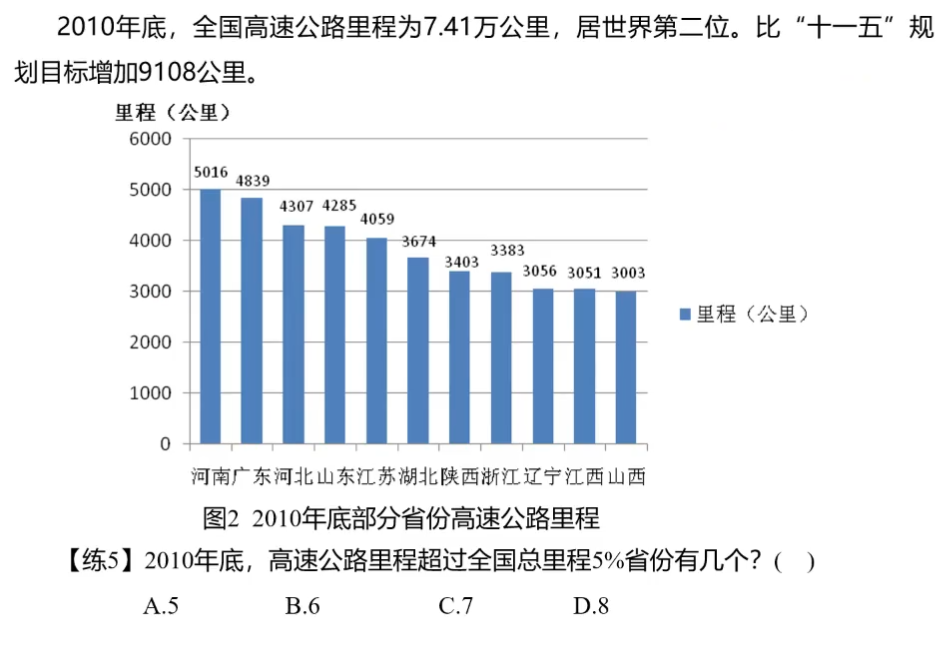 2010年底，全国高速公路里程为7.41万公里，居世界第二位。比“十一五”规
划目标增加9108公里。
里程（公里）
6000
5000
4000
3000
2000
1000
0
5016
4839
4307
4285
4059
3674
3403
3383
3056
3051
3003
里程（公里）
河南 广东 河北 山东 江苏 湖北 陕西 浙江 辽宁 江西 山西
图2 2010年底部分省份高速公路里程
【练5】2010年底，高速公路里程超过全国总里程5%省份有几个？( )
A.5 B.6 C.7 D.8